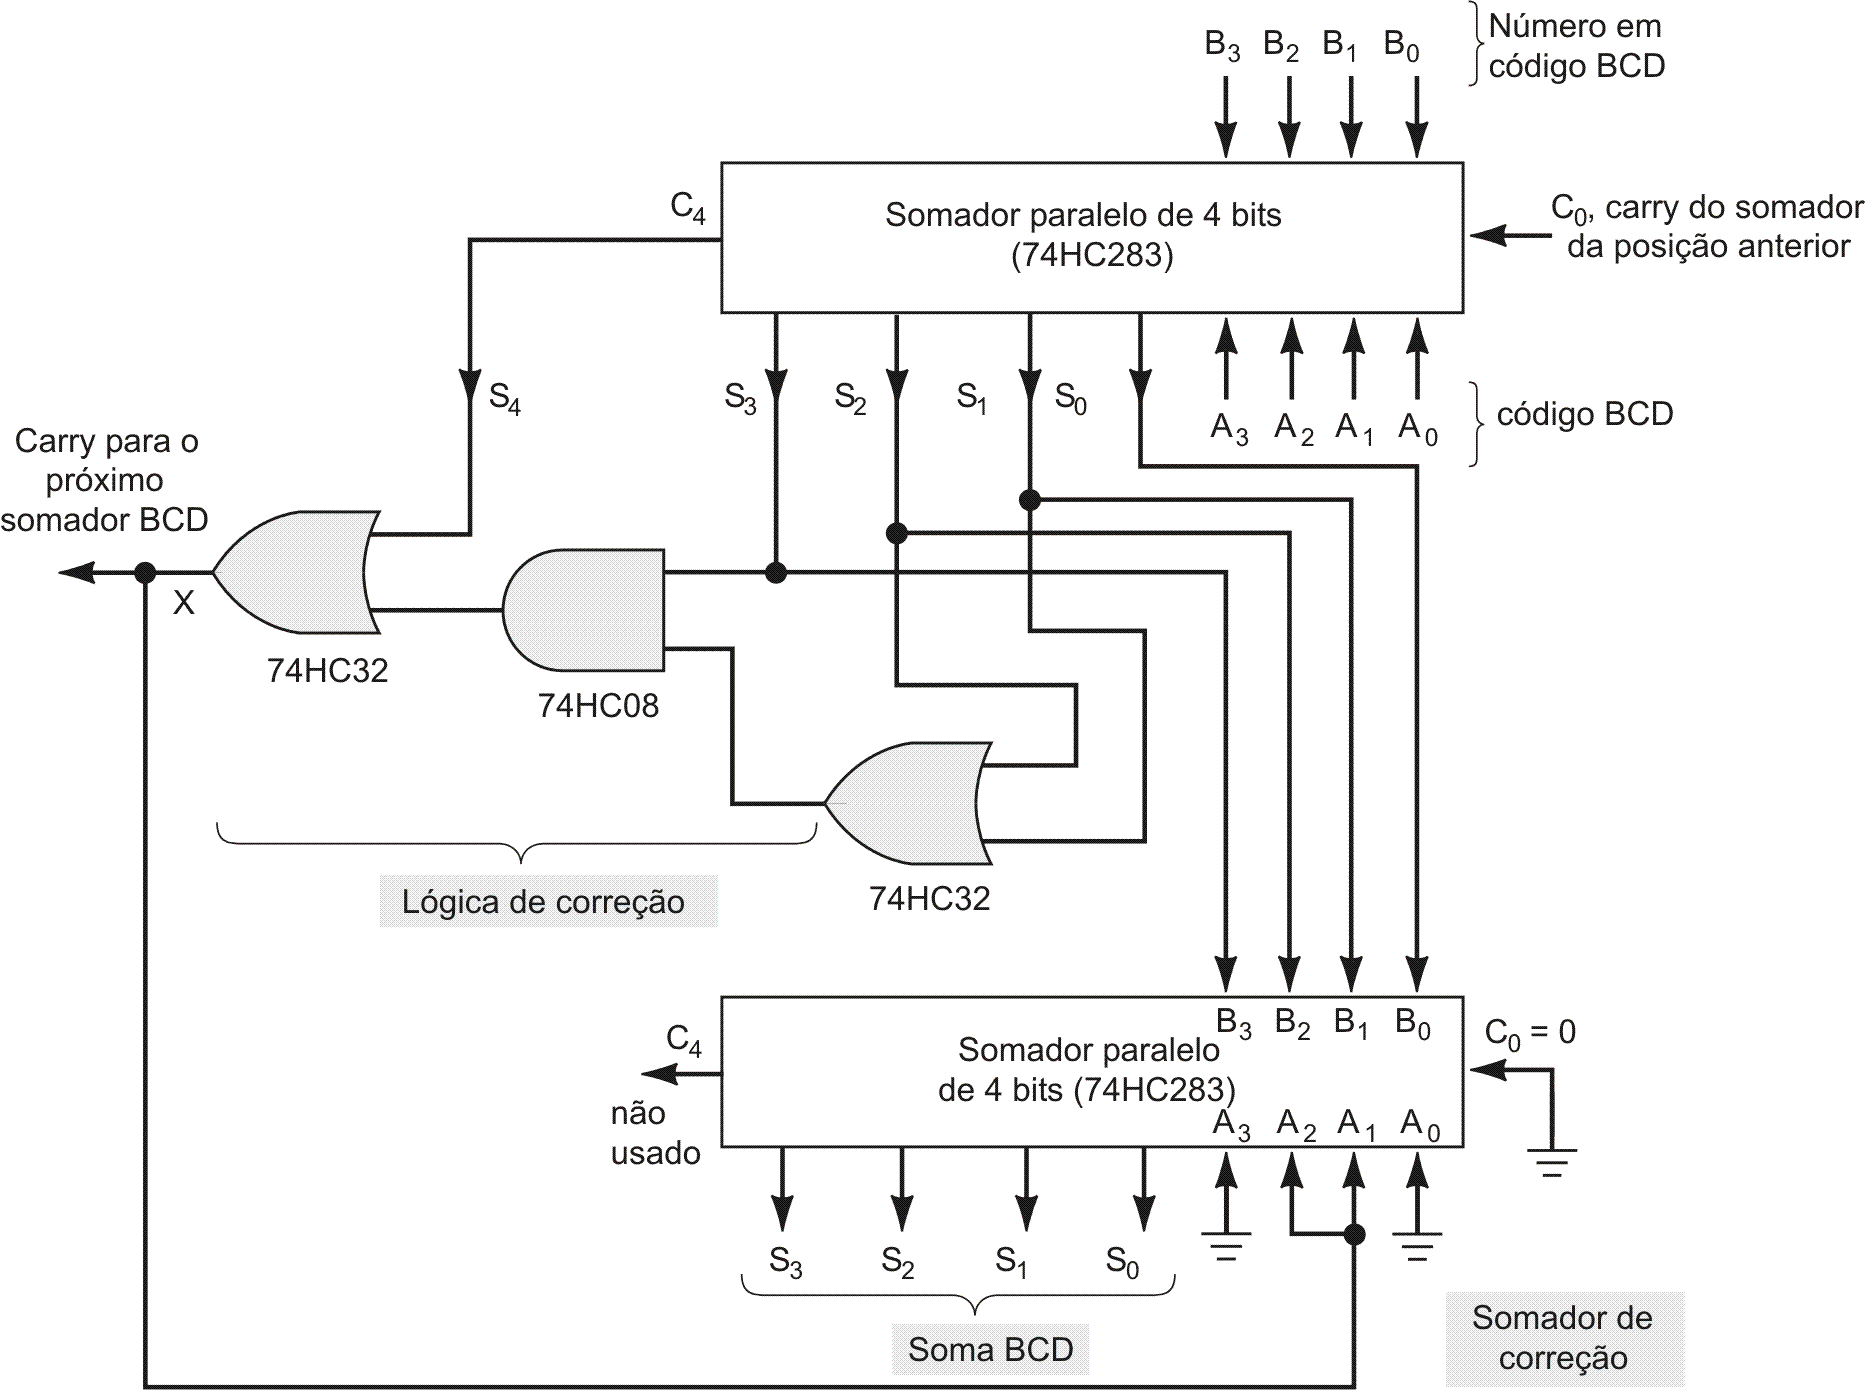 B3 B2 B1 B0
Número em
código BCD
C4
Somador paralelo de 4 bits
(74HC283)
C0, carry do somador
da posição anterior
S4
S3 S2 S1 S0
A3 A2 A1 A0
código BCD
Carry para o
próximo
somador BCD
X
74HC32
74HC08
74HC32
Lógica de correção
C4
não
usado
Somador paralelo
de 4 bits (74HC283)
B3 B2 B1 B0
A3 A2 A1 A0
C0 = 0
S3 S2 S1 S0
Soma BCD
Somador de
correção